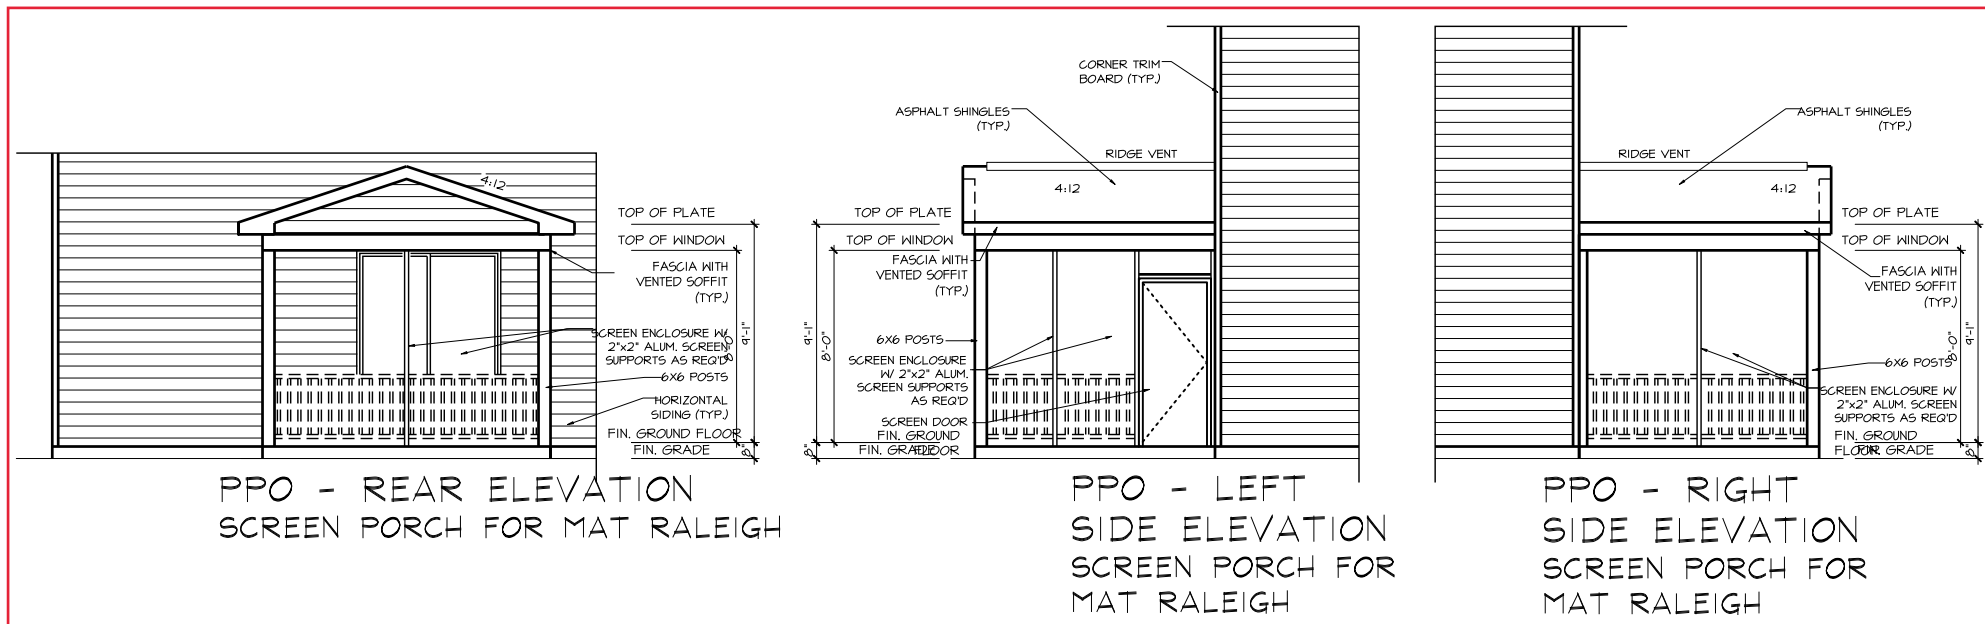 4:12
TOP OF PLATE
TOP OF WINDOW
FASCIA WITH
VENTED SOFFIT
(TYP.)
SCREEN ENCLOSURE W/
2"x2" ALUM. SCREEN
SUPPORTS AS REQ'D
8'-0"
9'-1"
6X6 POSTS
HORIZONTAL
SIDING (TYP.)
FIN. GROUND FLOOR
FIN. GRADE
8"
PPO - REAR ELEVATION
SCREEN PORCH FOR MAT RALEIGH
CORNER TRIM
BOARD (TYP.)
ASPHALT SHINGLES
(TYP.)
RIDGE VENT
4:12
TOP OF PLATE
TOP OF WINDOW
FASCIA WITH
VENTED SOFFIT
(TYP.)
9'-1"
8'-0"
6X6 POSTS
SCREEN ENCLOSURE
W/ 2"x2" ALUM.
SCREEN SUPPORTS
AS REQ'D
SCREEN DOOR
FIN. GROUND
FLOOR
FIN. GRADE
8"
PPO - LEFT
SIDE ELEVATION
SCREEN PORCH FOR
MAT RALEIGH
ASPHALT SHINGLES
(TYP.)
RIDGE VENT
4:12
TOP OF PLATE
TOP OF WINDOW
FASCIA WITH
VENTED SOFFIT
(TYP.)
9'-1"
8'-0"
6X6 POSTS
SCREEN ENCLOSURE W/
2"x2" ALUM. SCREEN
SUPPORTS AS REQ'D
FIN. GROUND
FLOOR
FIN. GRADE
8"
PPO - RIGHT
SIDE ELEVATION
SCREEN PORCH FOR
MAT RALEIGH